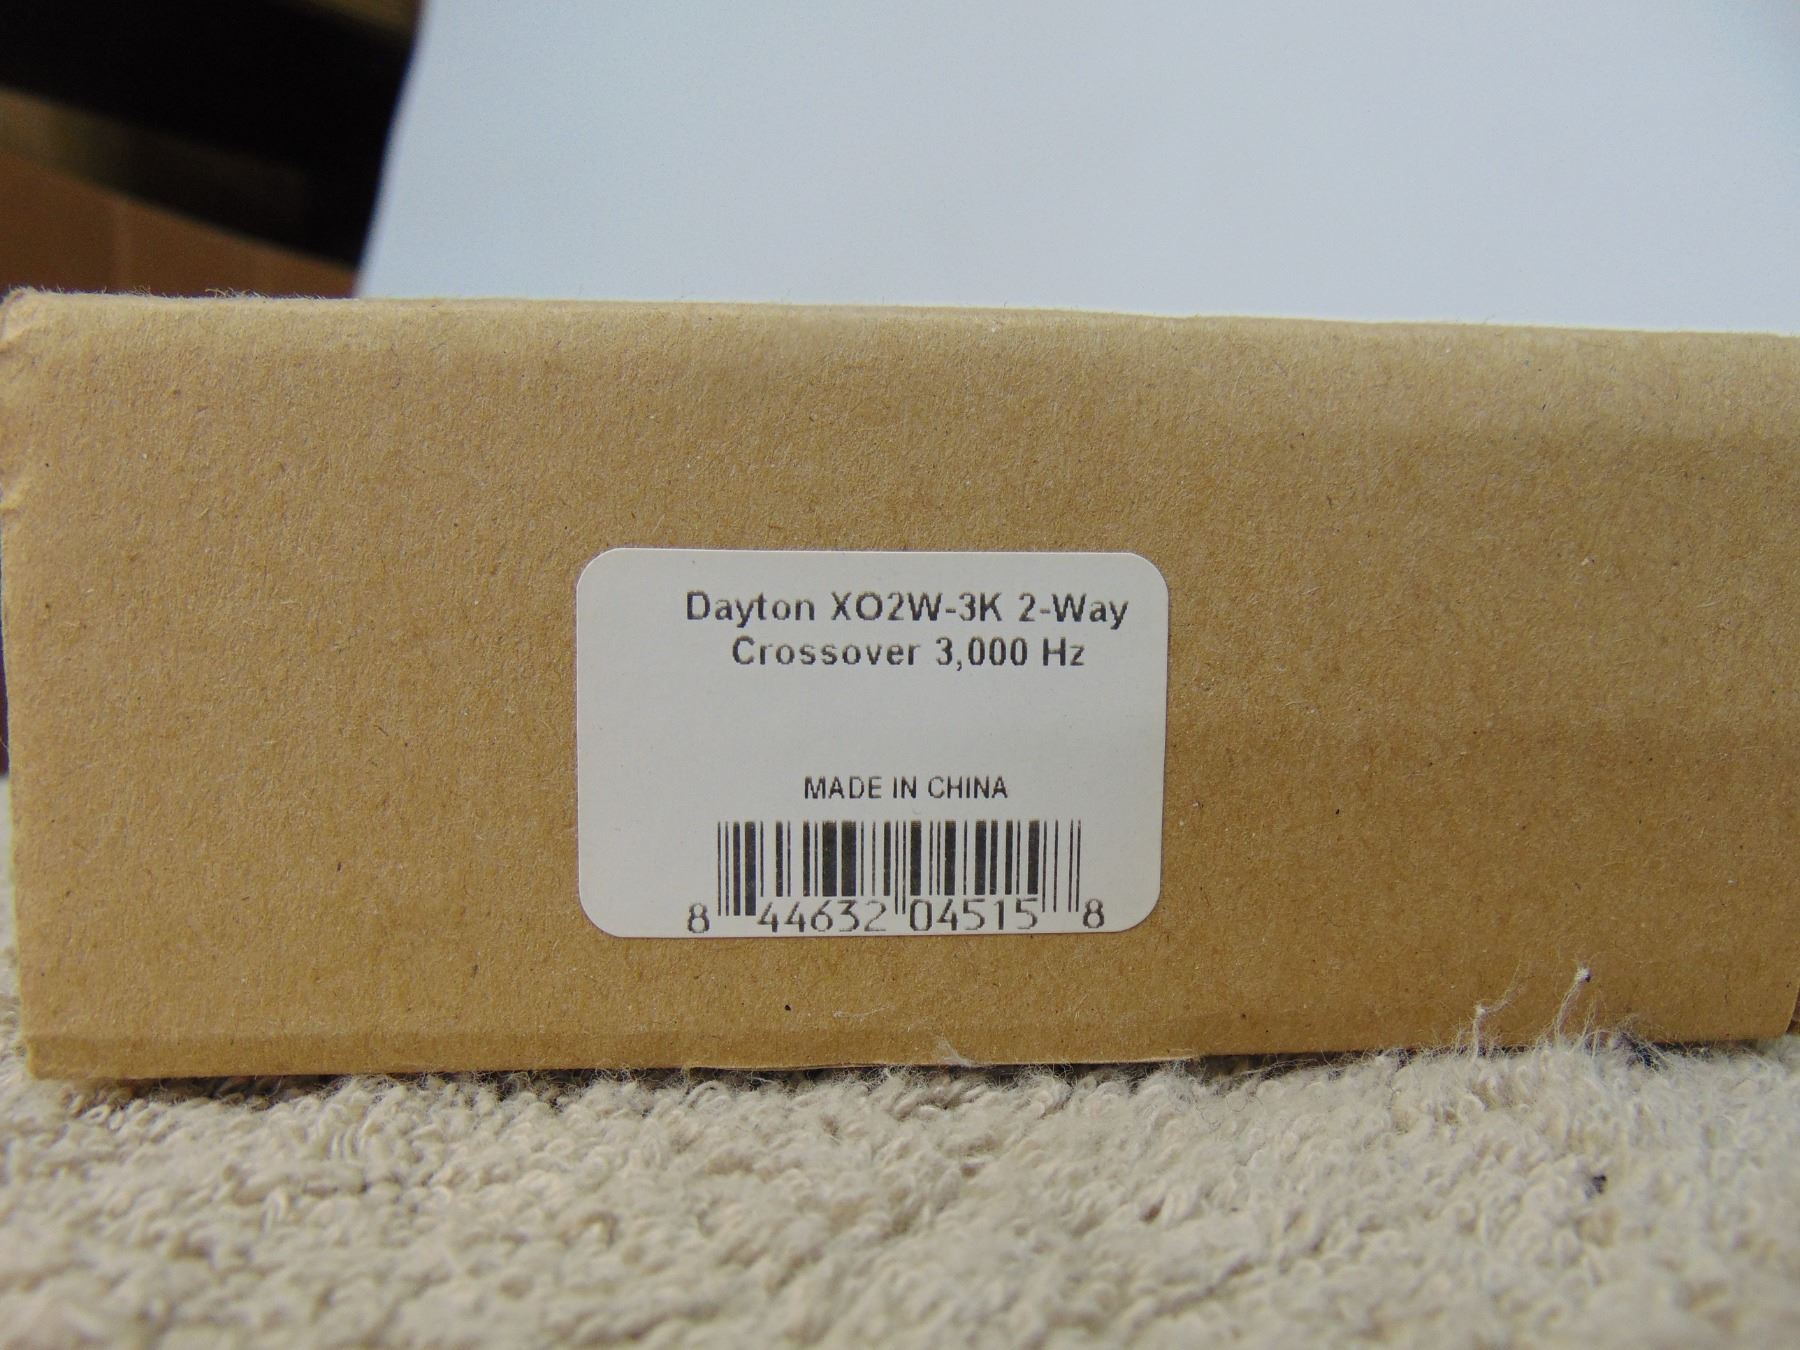 Dayton XO2W-3K 2-Way
Crossover 3,000 Hz
MADE IN CHINA
8 44632 04515 8